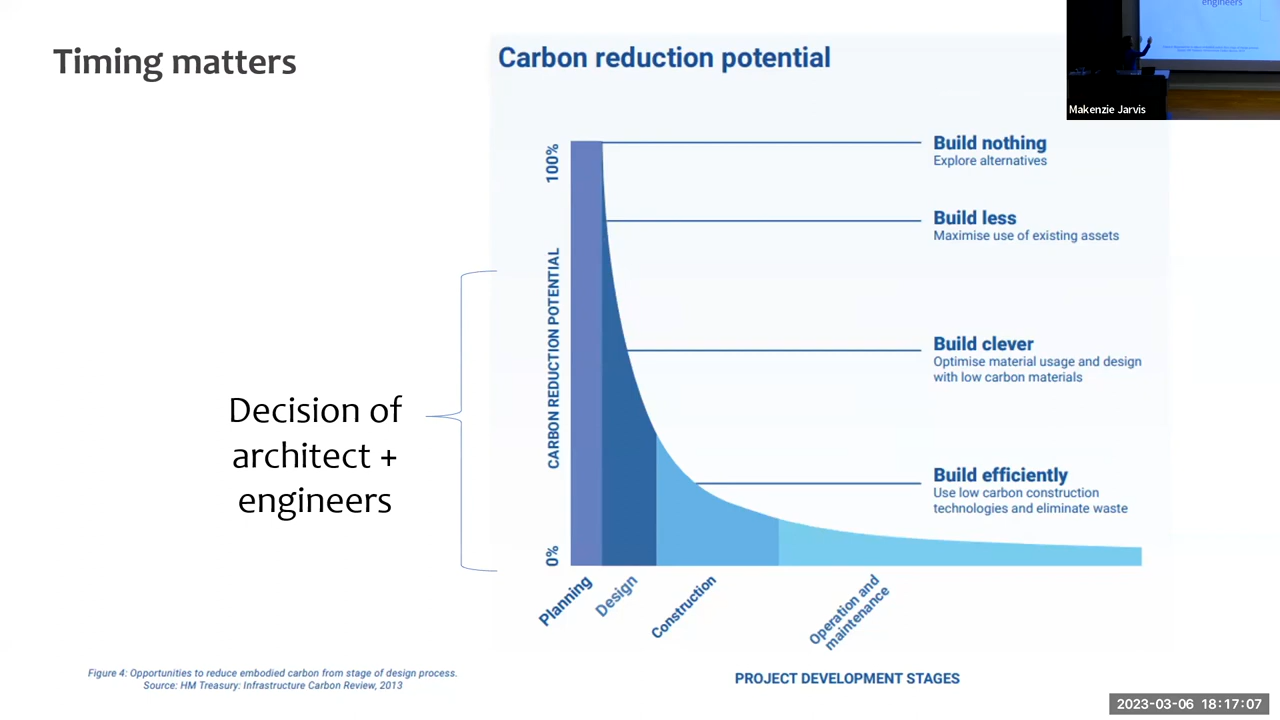 Timing matters
Carbon reduction potential
engineers
Makenzie Jarvis
100%
CARBON REDUCTION POTENTIAL
0%
Build nothing
Explore alternatives
Build less
Maximise use of existing assets
Build clever
Optimise material usage and design
with low carbon materials
Build efficiently
Use low carbon construction
technologies and eliminate waste
Decision of
architect +
engineers
Planning
Design
Construction
Operation and
maintenance
PROJECT DEVELOPMENT STAGES
Figure 4: Opportunities to reduce embodied carbon from stage of design process.
Source: HM Treasury: Infrastructure Carbon Review, 2013
2023-03-06 18:17:07